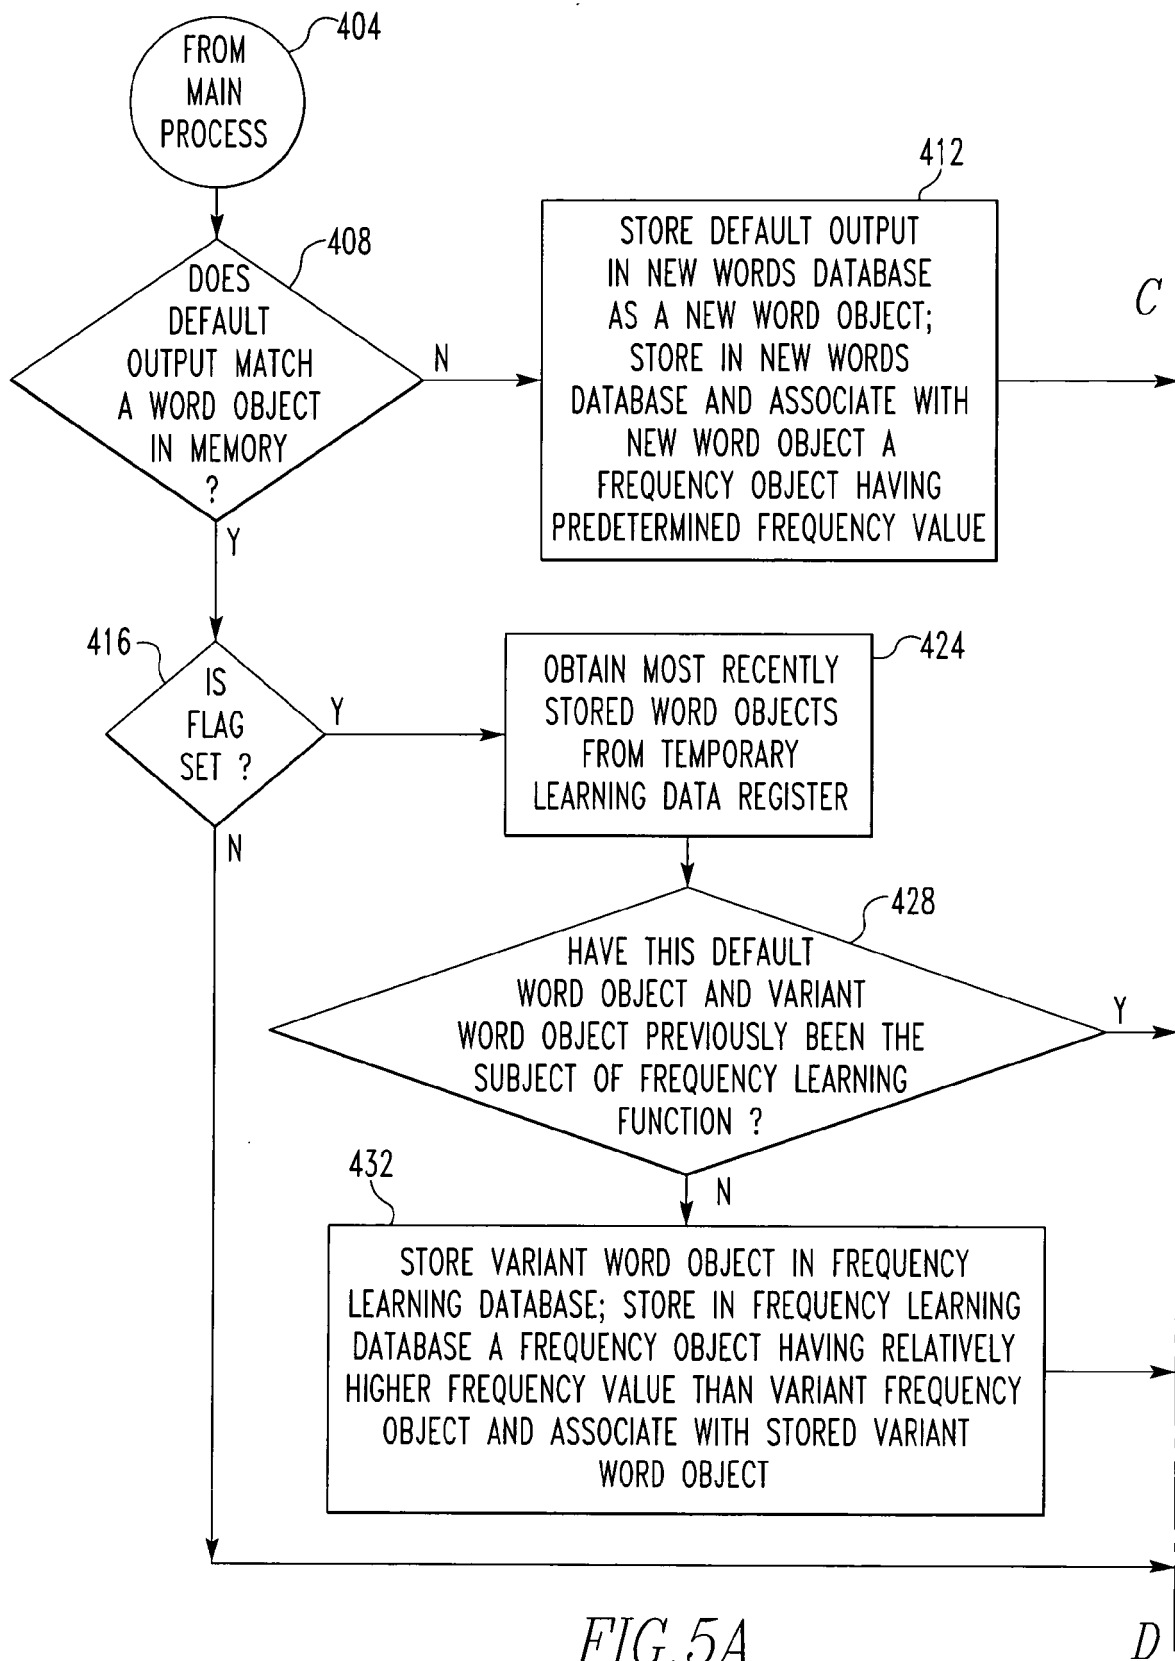 FROM
MAIN
PROCESS
404
DOES
DEFAULT
OUTPUT MATCH
A WORD OBJECT
IN MEMORY
?
408
N
Y
412
STORE DEFAULT OUTPUT
IN NEW WORDS DATABASE
AS A NEW WORD OBJECT;
STORE IN NEW WORDS
DATABASE AND ASSOCIATE WITH
NEW WORD OBJECT A
FREQUENCY OBJECT HAVING
PREDETERMINED FREQUENCY VALUE
C
416
IS
FLAG
SET ?
Y
N
424
OBTAIN MOST RECENTLY
STORED WORD OBJECTS
FROM TEMPORARY
LEARNING DATA REGISTER
428
HAVE THIS DEFAULT
WORD OBJECT AND VARIANT
WORD OBJECT PREVIOUSLY BEEN THE
SUBJECT OF FREQUENCY LEARNING
FUNCTION ?
Y
N
432
STORE VARIANT WORD OBJECT IN FREQUENCY
LEARNING DATABASE; STORE IN FREQUENCY LEARNING
DATABASE A FREQUENCY OBJECT HAVING RELATIVELY
HIGHER FREQUENCY VALUE THAN VARIANT FREQUENCY
OBJECT AND ASSOCIATE WITH STORED VARIANT
WORD OBJECT
FIG.5A
D